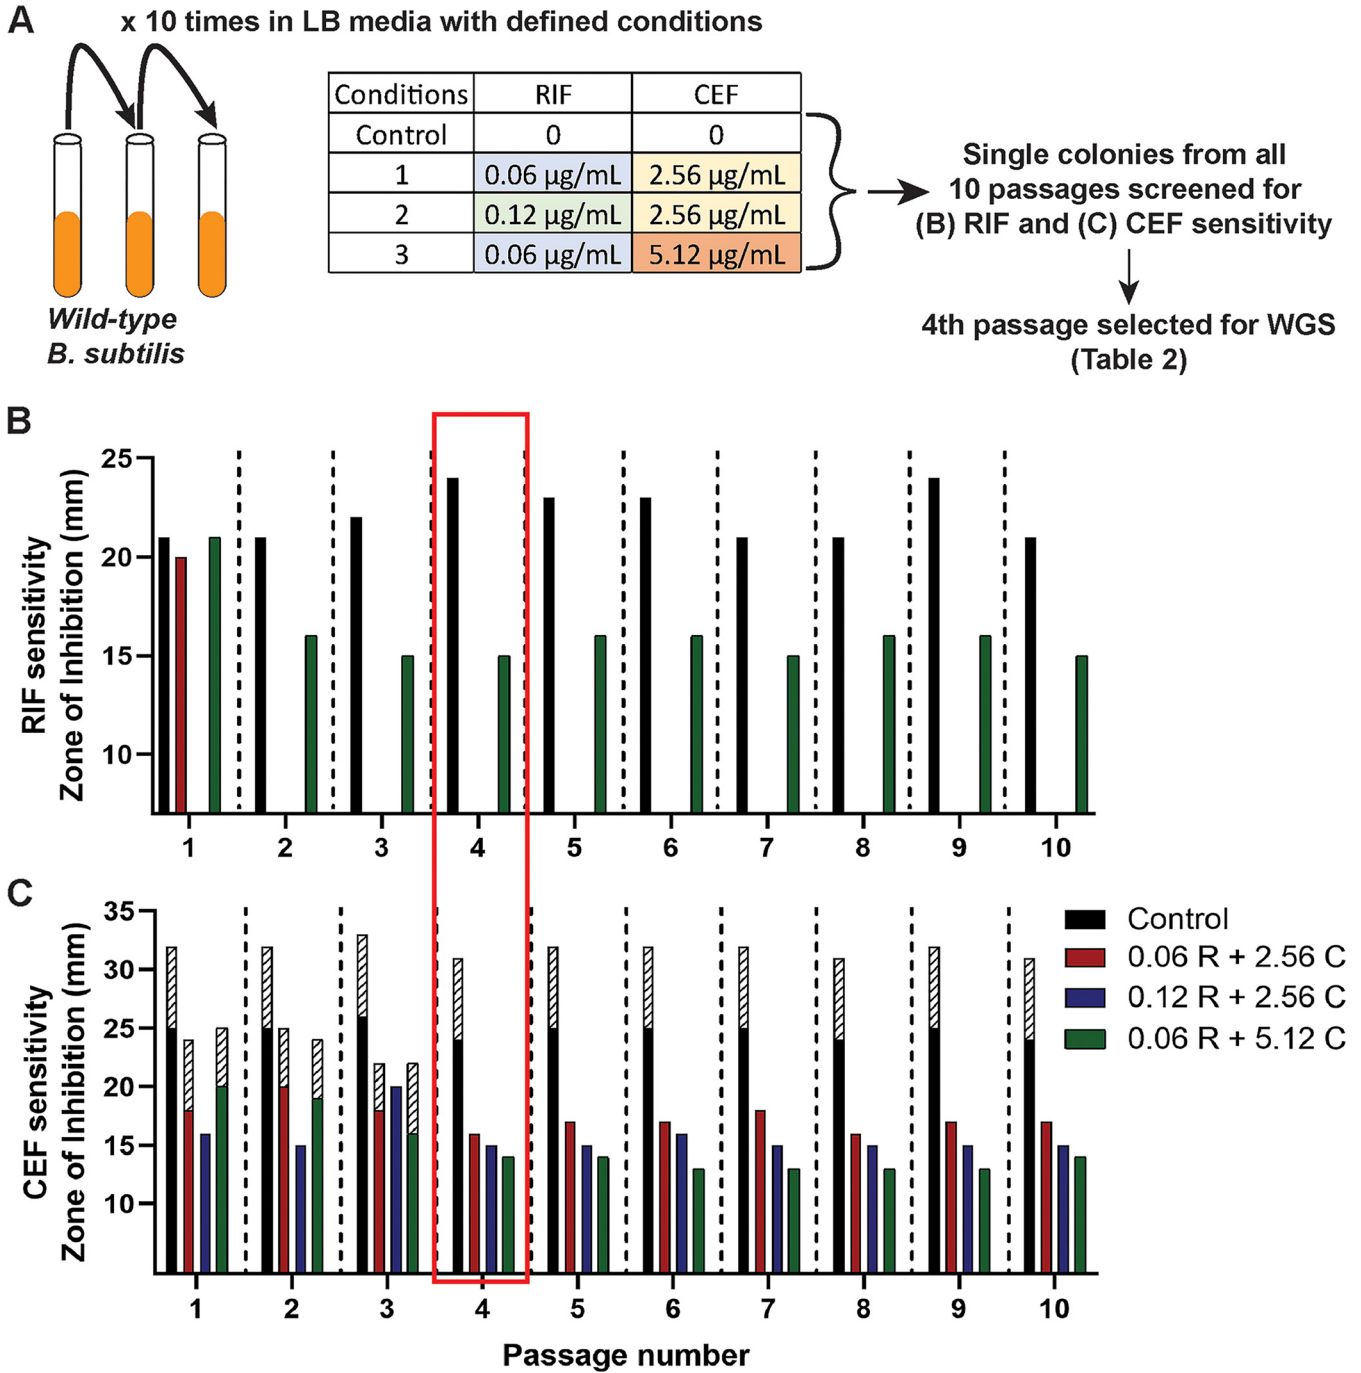 A
x 10 times in LB media with defined conditions
Wild-type
B. subtilis
Conditions RIF CEF
Control 0 0
1 0.06 µg/mL 2.56 µg/mL
2 0.12 µg/mL 2.56 µg/mL
3 0.06 µg/mL 5.12 µg/mL
Single colonies from all
10 passages screened for
(B) RIF and (C) CEF sensitivity
4th passage selected for WGS
(Table 2)
B
RIF sensitivity
Zone of Inhibition (mm)
25
20
15
10
1 2 3 4 5 6 7 8 9 10
C
CEF sensitivity
Zone of Inhibition (mm)
35
30
25
20
15
10
1 2 3 4 5 6 7 8 9 10
Passage number
Control
0.06 R + 2.56 C
0.12 R + 2.56 C
0.06 R + 5.12 C